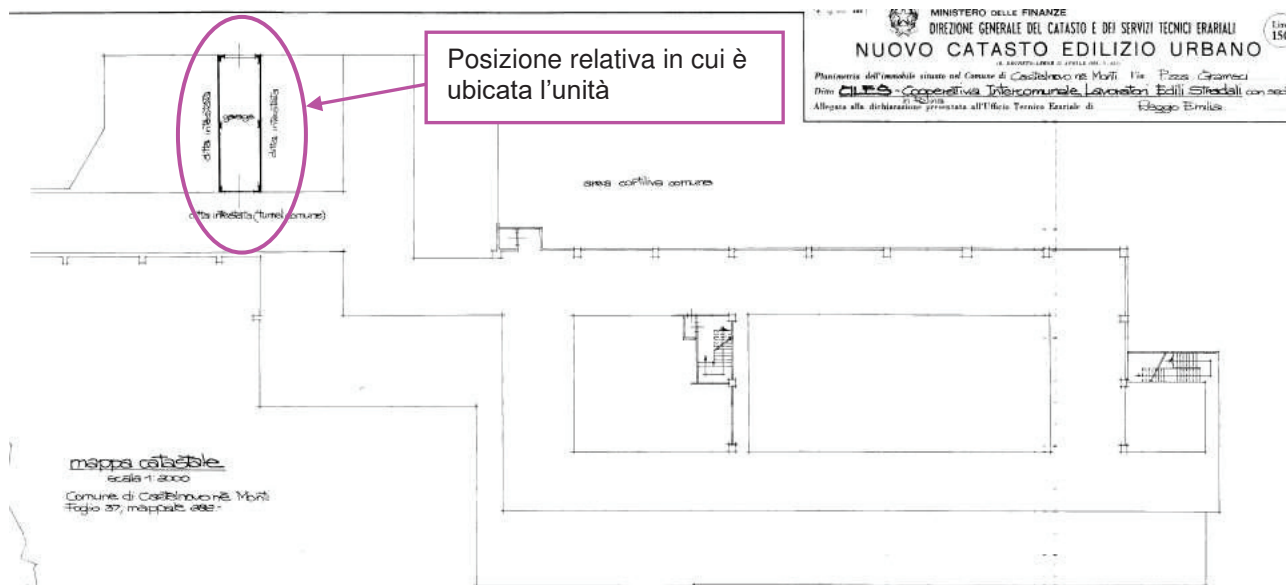 MINISTERO DELLE FINANZE
DIREZIONE GENERALE DEL CATASTO E DEI SERVIZI TECNICI ERARIALI
NUOVO CATASTO EDILIZIO URBANO
Planimetria dell'immobile situato nel Comune di Castelnovo ne Monti Via P.zza Gramsci
Ditta CILES - Cooperativa Intercomunale Lavoratori Edili Stradali con sede
in Felina
Allegata alla dichiarazione presentata all'Ufficio Tecnico Erariale di Reggio Emilia
Posizione relativa in cui è
ubicata l'unità
ditta intestata
garage
ditta intestata
ditta intestata (tunnel comune)
area cortiliva comune
mappa catastale
scala 1:2000
Comune di Castelnovo ne Monti
Foglio 37, mappale